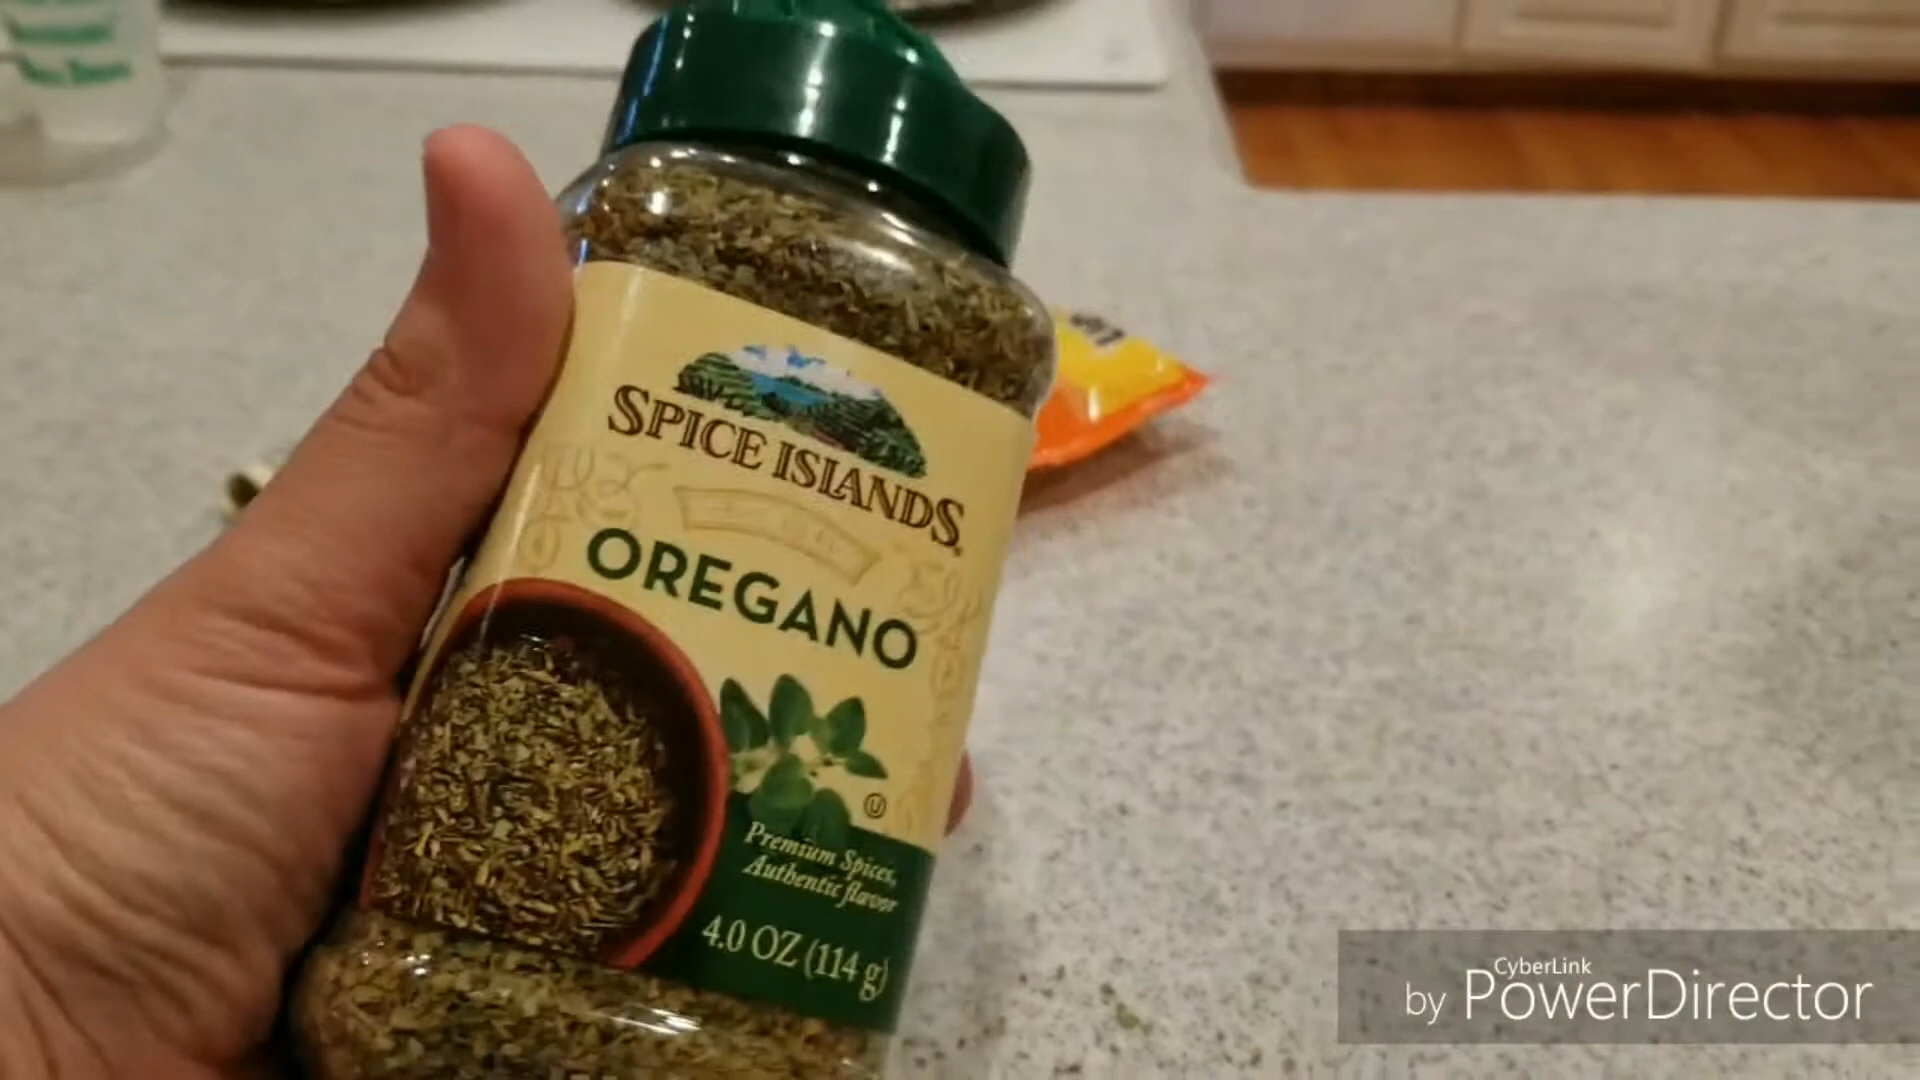 SPICE ISLANDS
OREGANO
Premium Spices,
Authentic flavor
4.0 OZ (114 g)
U
CyberLink
by PowerDirector